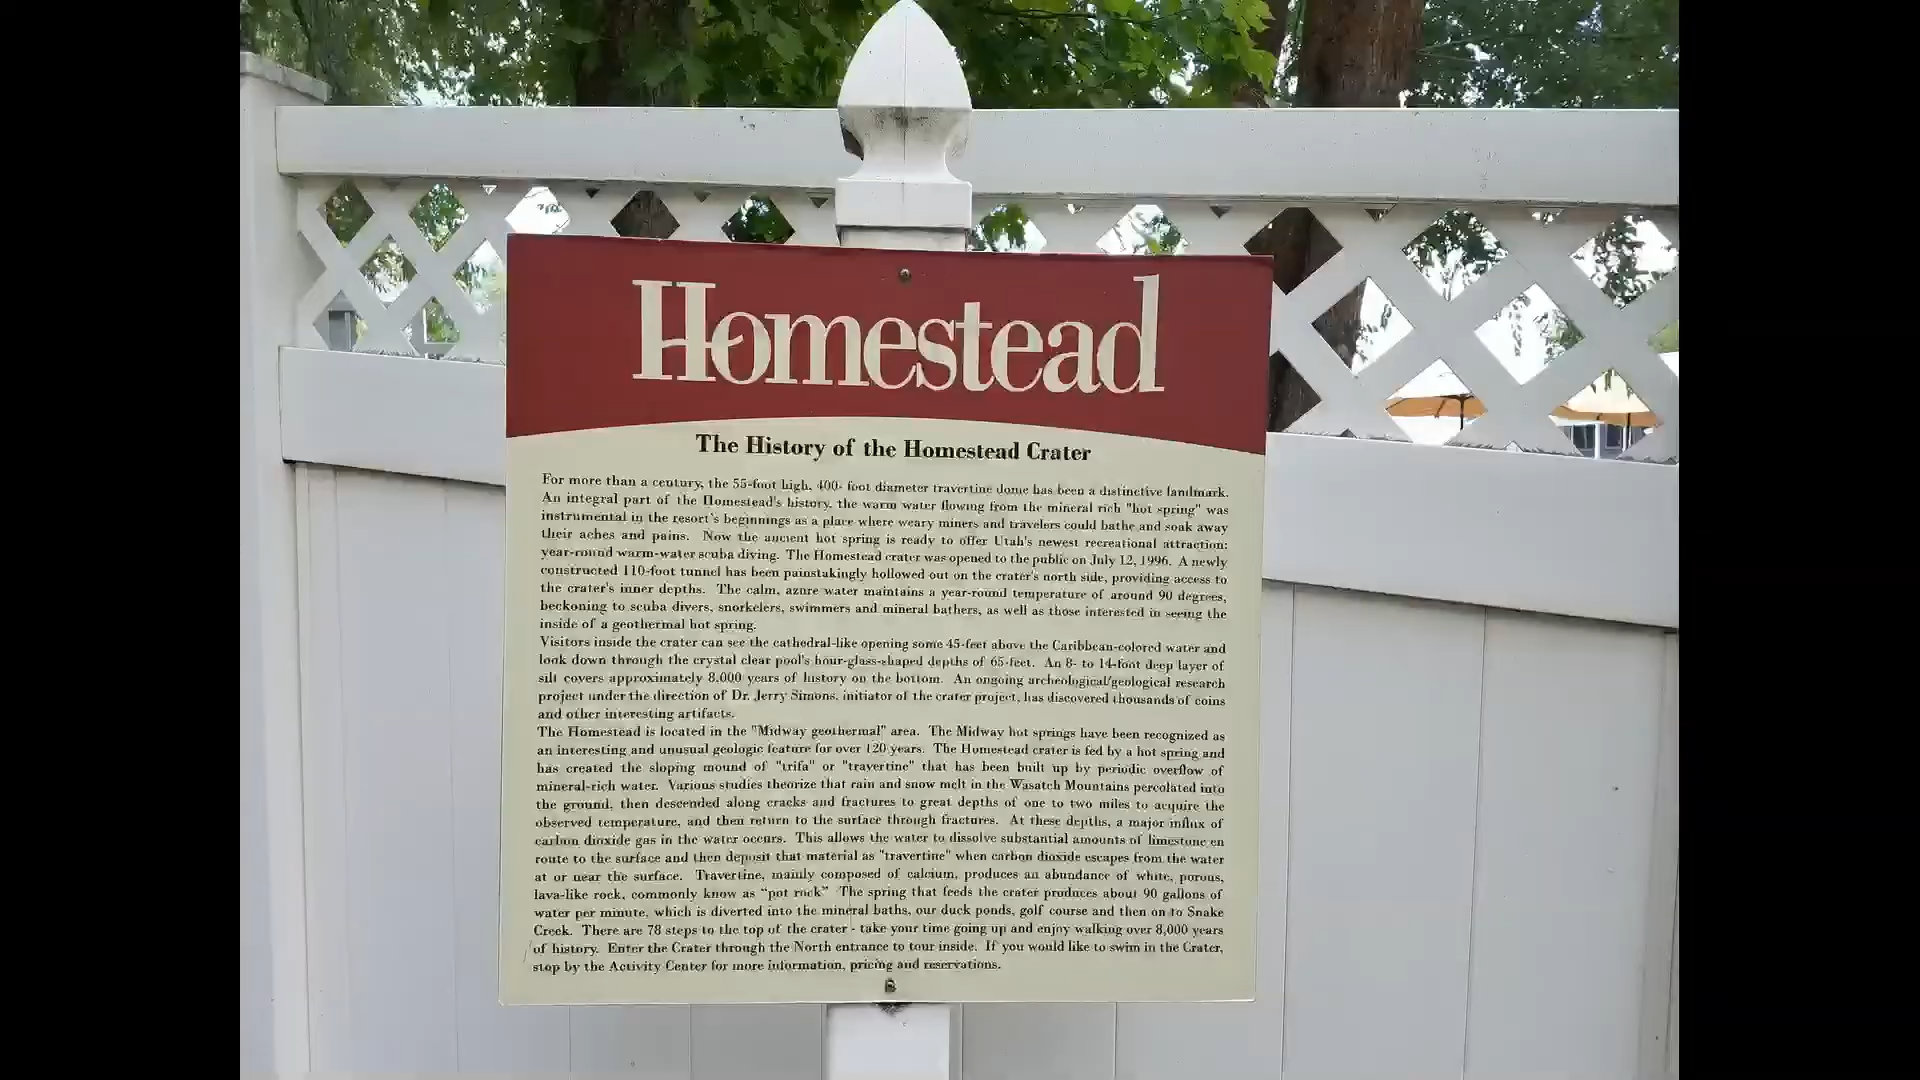 Homestead
The History of the Homestead Crater
For more than a century, the 55-foot high, 400- foot diameter travertine dome has been a distinctive landmark.
An integral part of the Homestead's history, the warm water flowing from the mineral rich "hot spring" was
instrumental in the resort's beginnings as a place where weary miners and travelers could bathe and soak away
their aches and pains. Now the ancient hot spring is ready to offer Utah's newest recreational attraction:
year-round warm-water scuba diving. The Homestead crater was opened to the public on July 12, 1996. A newly
constructed 110-foot tunnel has been painstakingly hollowed out on the crater's north side, providing access to
the crater's inner depths. The calm, azure water maintains a year-round temperature of around 90 degrees,
beckoning to scuba divers, snorkelers, swimmers and mineral bathers, as well as those interested in seeing the
inside of a geothermal hot spring.
Visitors inside the crater can see the cathedral-like opening some 45-feet above the Caribbean-colored water and
look down through the crystal clear pool's hour-glass-shaped depths of 65-feet. An 8- to 14-foot deep layer of
silt covers approximately 8,000 years of history on the bottom. An ongoing archeological/geological research
project under the direction of Dr. Jerry Simons, initiator of the crater project, has discovered thousands of coins
and other interesting artifacts.
The Homestead is located in the "Midway geothermal" area. The Midway hot springs have been recognized as
an interesting and unusual geologic feature for over 120 years. The Homestead crater is fed by a hot spring and
has created the sloping mound of "trifa" or "travertine" that has been built up by periodic overflow of
mineral-rich water. Various studies theorize that rain and snow melt in the Wasatch Mountains percolated into
the ground, then descended along cracks and fractures to great depths of one to two miles to acquire the
observed temperature, and then return to the surface through fractures. At these depths, a major influx of
carbon dioxide gas in the water occurs. This allows the water to dissolve substantial amounts of limestone en
route to the surface and then deposit that material as "travertine" when carbon dioxide escapes from the water
at or near the surface. Travertine, mainly composed of calcium, produces an abundance of white, porous,
lava-like rock, commonly know as "pot rock" The spring that feeds the crater produces about 90 gallons of
water per minute, which is diverted into the mineral baths, our duck ponds, golf course and then on to Snake
Creek. There are 78 steps to the top of the crater - take your time going up and enjoy walking over 8,000 years
of history. Enter the Crater through the North entrance to tour inside. If you would like to swim in the Crater,
stop by the Activity Center for more information, pricing and reservations.